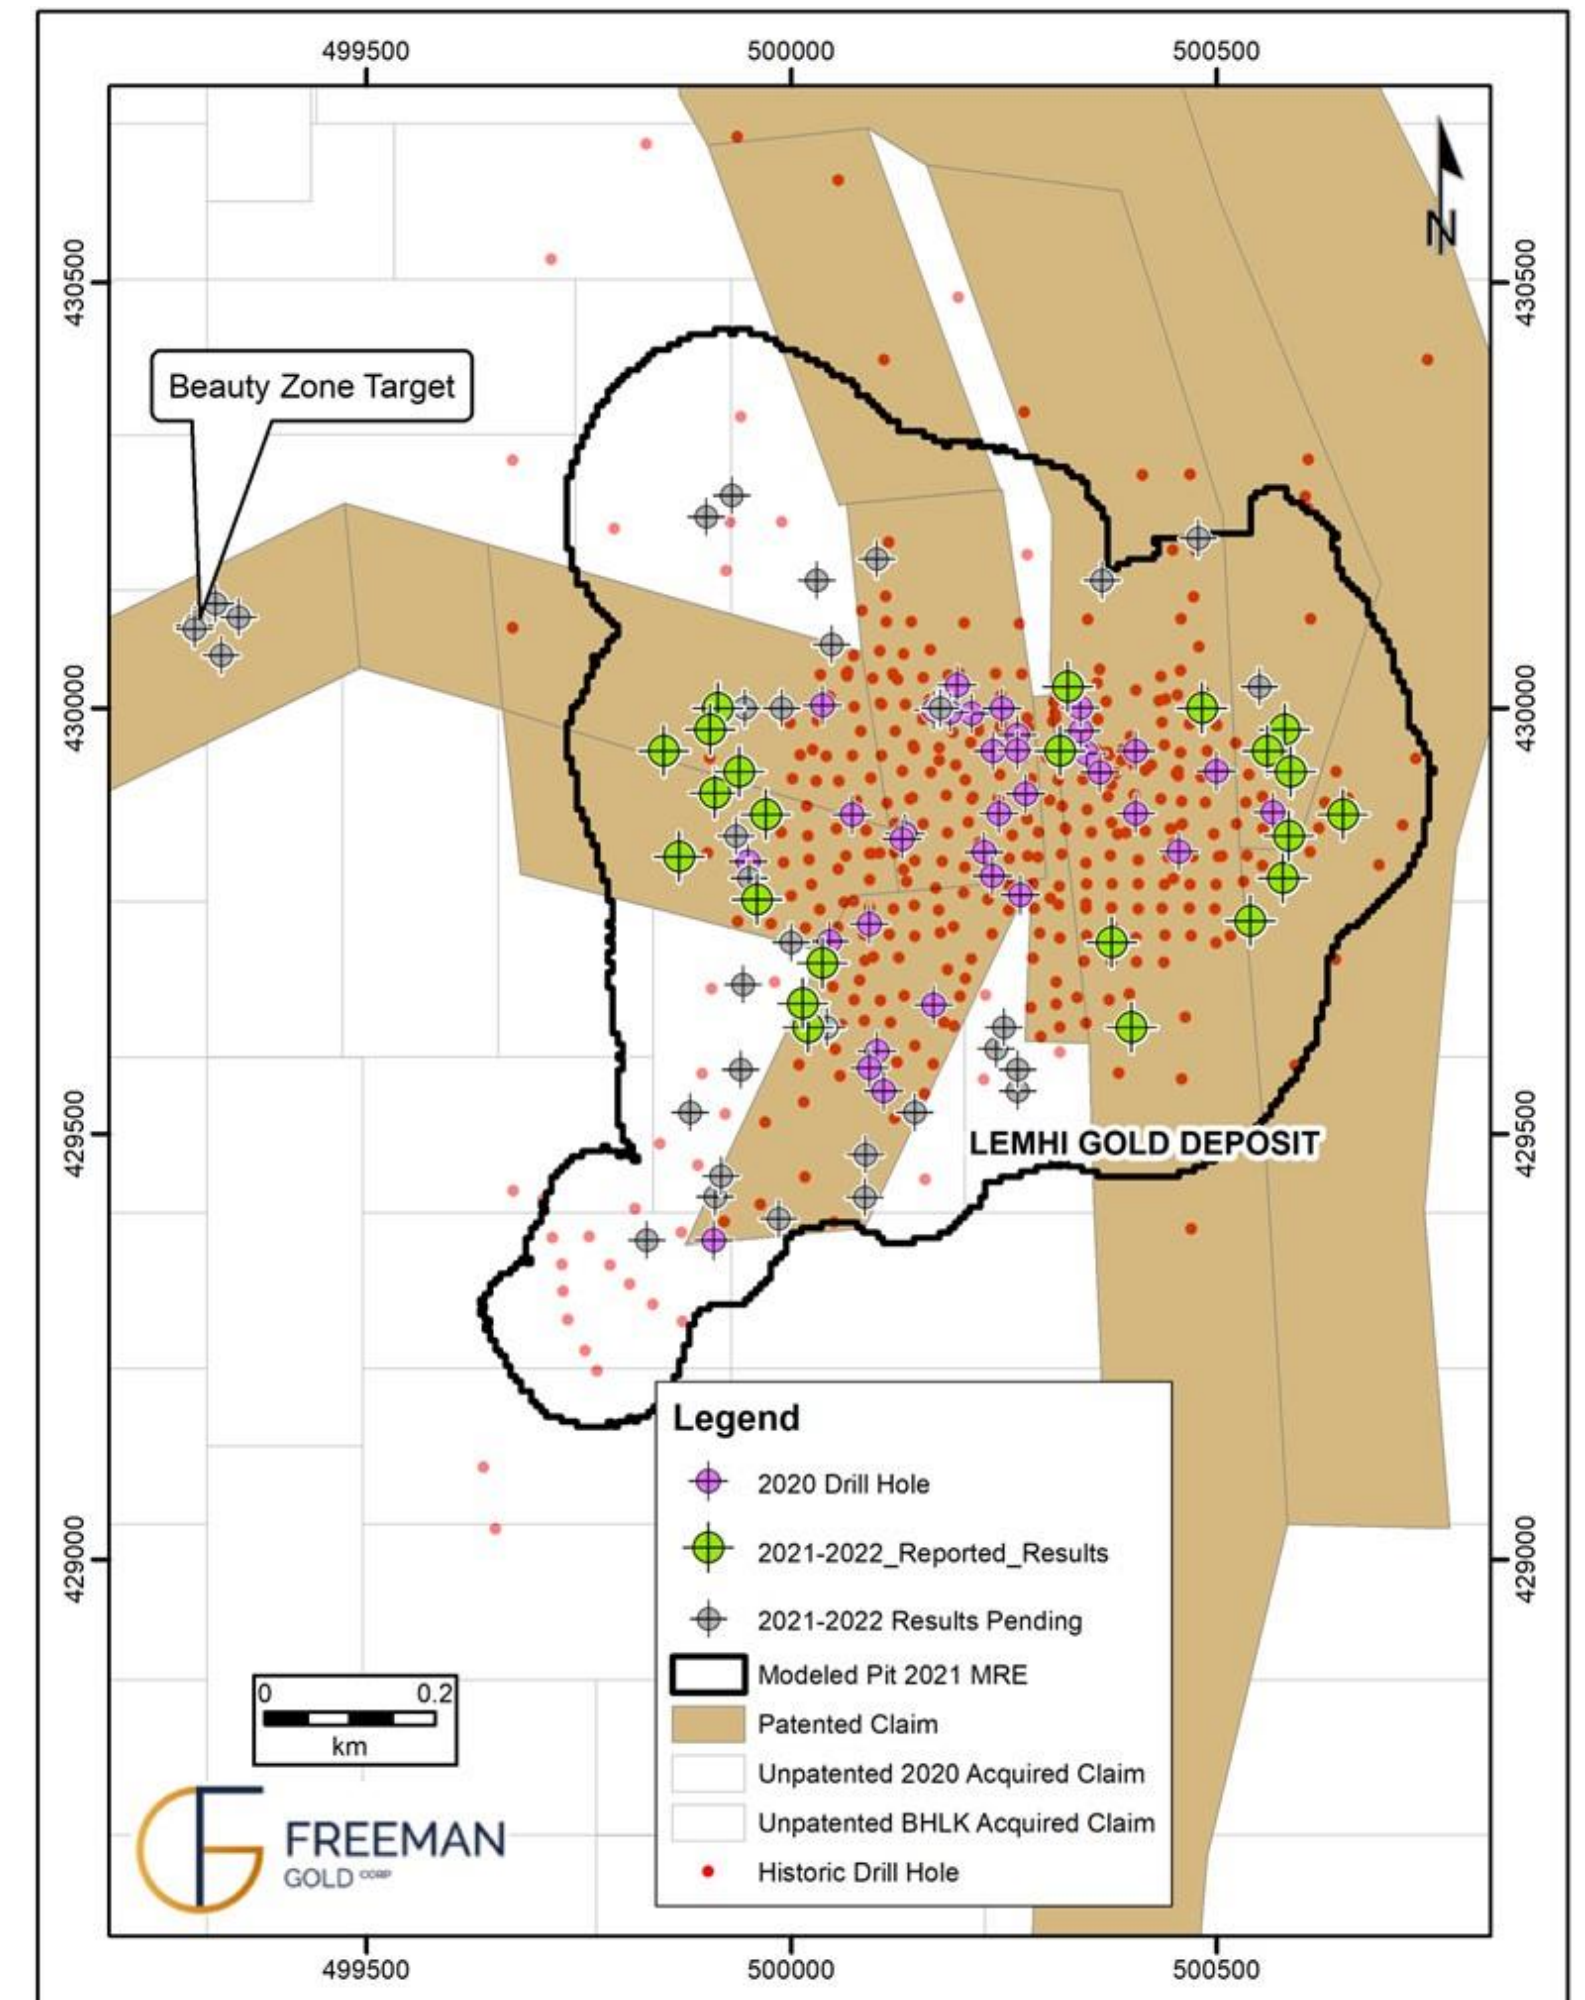 499500 500000 500500
430500 430500
N
Beauty Zone Target
430000 430000
429500 429500
LEMHI GOLD DEPOSIT
429000 429000
Legend
2020 Drill Hole
2021-2022_Reported_Results
2021-2022 Results Pending
Modeled Pit 2021 MRE
Patented Claim
Unpatented 2020 Acquired Claim
Unpatented BHLK Acquired Claim
Historic Drill Hole
0 0.2
km
FREEMAN
GOLD CORP
499500 500000 500500